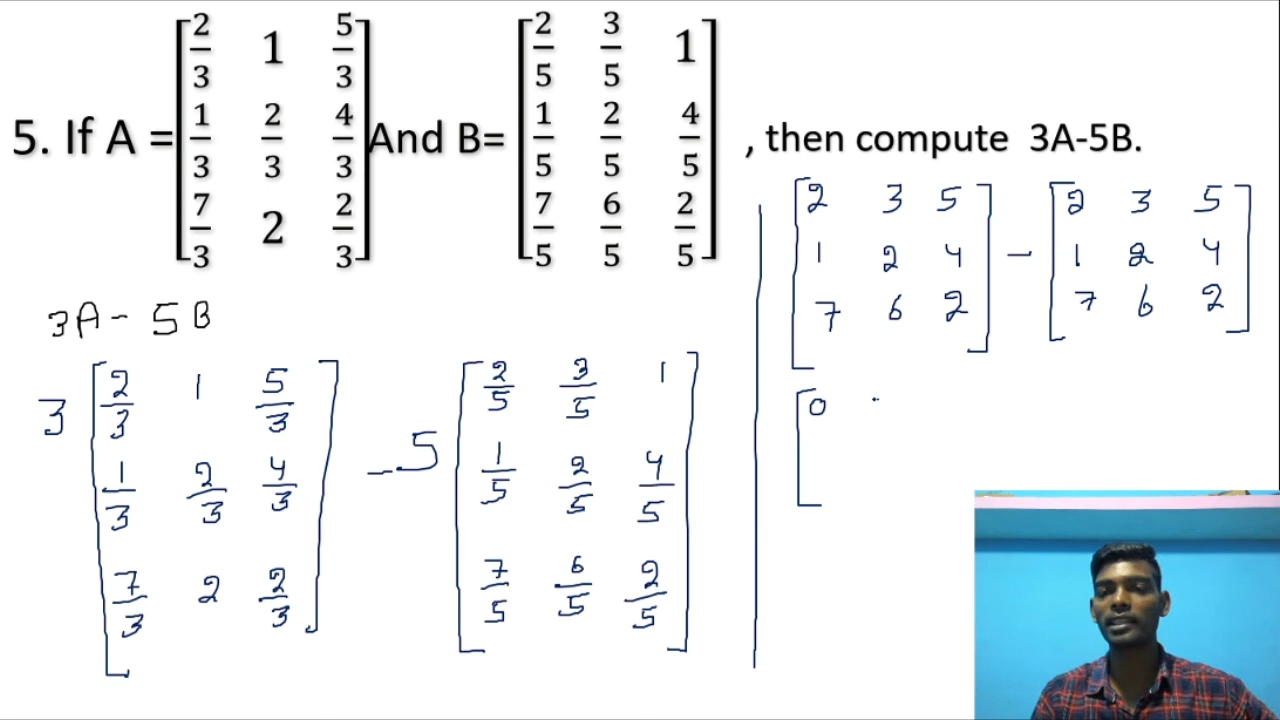 5. If A = [2/3 1 5/3
1/3 2/3 4/3
7/3 2 2/3] And B= [2/5 3/5 1
1/5 2/5 4/5
7/5 6/5 2/5] , then compute 3A-5B.
3A - 5B
3 [2/3 1 5/3
1/3 2/3 4/3
7/3 2 2/3] - 5 [2/5 3/5 1
1/5 2/5 4/5
7/5 6/5 2/5]
[2 3 5
1 2 4
7 6 2] - [2 3 5
1 2 4
7 6 2]
[0